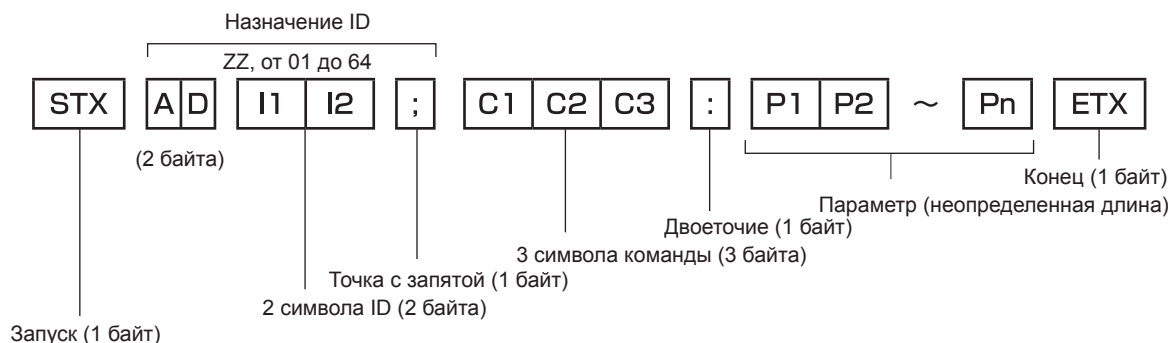 Назначение ID
ZZ, от 01 до 64
STX A D I1 I2 ; C1 C2 C3 : P1 P2 ~ Pn ETX
(2 байта)
Конец (1 байт)
Параметр (неопределенная длина)
Двоеточие (1 байт)
3 символа команды (3 байта)
Точка с запятой (1 байт)
2 символа ID (2 байта)
Запуск (1 байт)